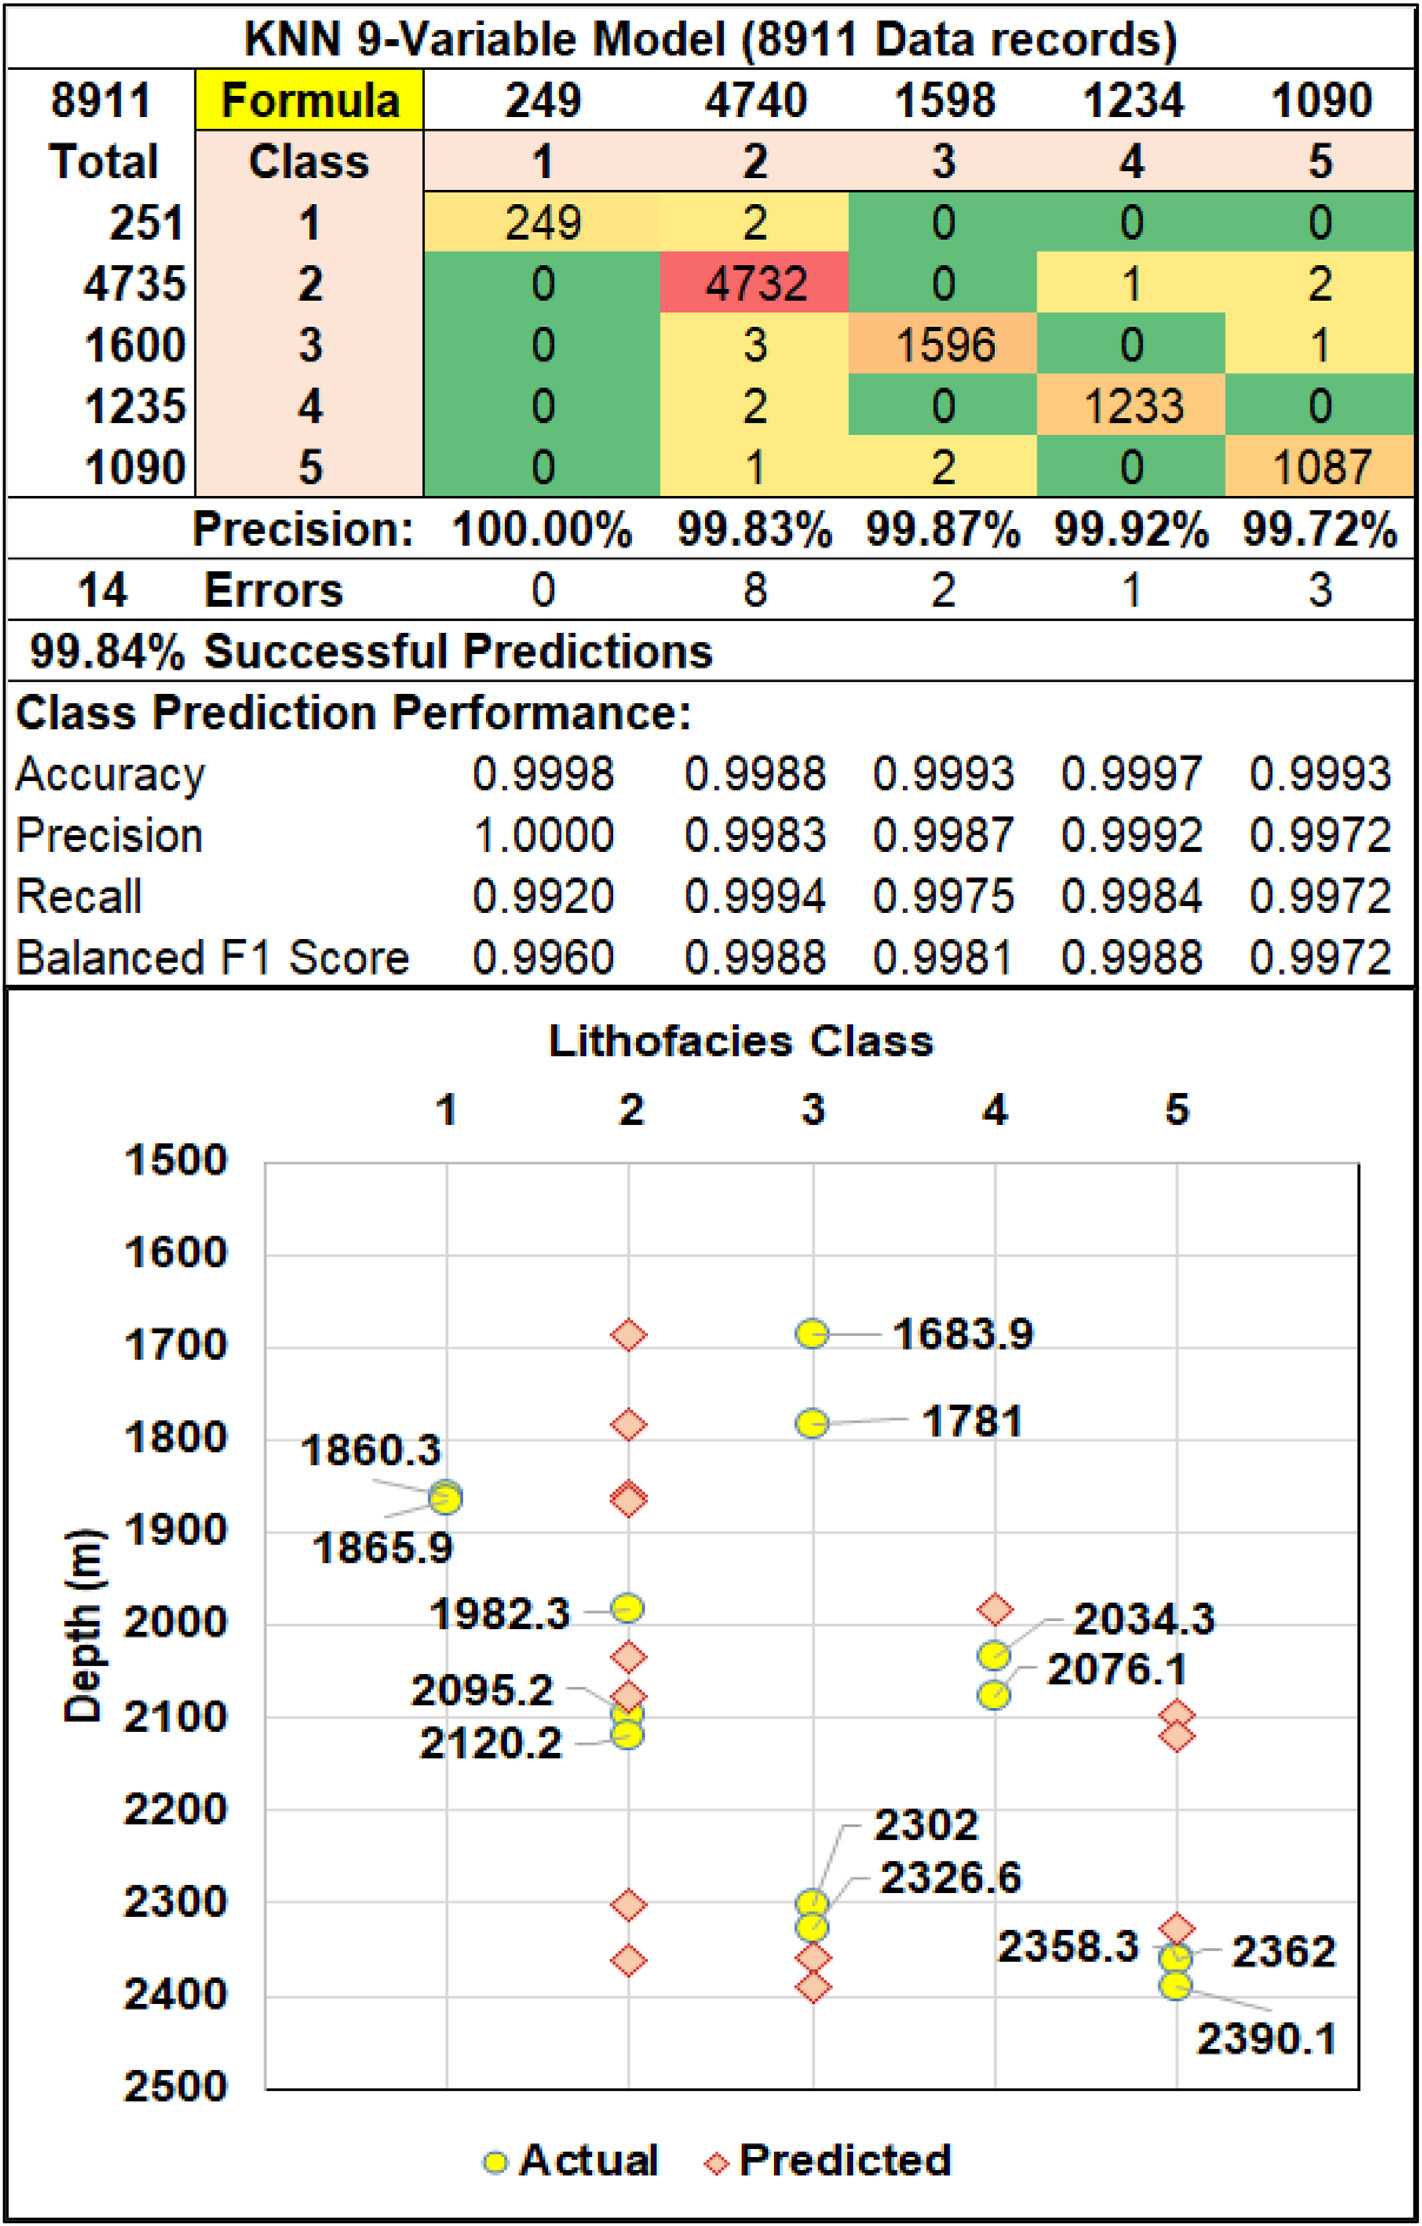 KNN 9-Variable Model (8911 Data records)
8911 Formula 249 4740 1598 1234 1090
Total Class 1 2 3 4 5
251 1 249 2 0 0 0
4735 2 0 4732 0 1 2
1600 3 0 3 1596 0 1
1235 4 0 2 0 1233 0
1090 5 0 1 2 0 1087
Precision: 100.00% 99.83% 99.87% 99.92% 99.72%
14 Errors 0 8 2 1 3
99.84% Successful Predictions
Class Prediction Performance:
Accuracy 0.9998 0.9988 0.9993 0.9997 0.9993
Precision 1.0000 0.9983 0.9987 0.9992 0.9972
Recall 0.9920 0.9994 0.9975 0.9984 0.9972
Balanced F1 Score 0.9960 0.9988 0.9981 0.9988 0.9972
Lithofacies Class
1 2 3 4 5
Depth (m)
1500
1600
1700
1800
1900
2000
2100
2200
2300
2400
2500
1683.9
1781
1860.3
1865.9
1982.3
2034.3
2076.1
2095.2
2120.2
2302
2326.6
2358.3 2362
2390.1
Actual Predicted